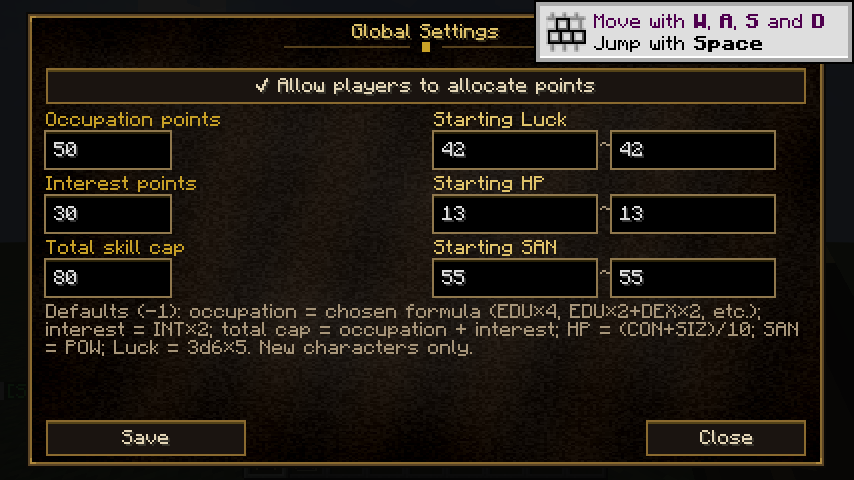 Global Settings
Move with W, A, S and D
Jump with Space
✓ Allow players to allocate points
Occupation points
Starting Luck
50
42 ~ 42
Interest points
Starting HP
30
13 ~ 13
Total skill cap
Starting SAN
80
55 ~ 55
Defaults (-1): occupation = chosen formula (EDU×4, EDU×2+DEX×2, etc.);
interest = INT×2; total cap = occupation + interest; HP = (CON+SIZ)/10; SAN
= POW; Luck = 3d6×5. New characters only.
Save
Close